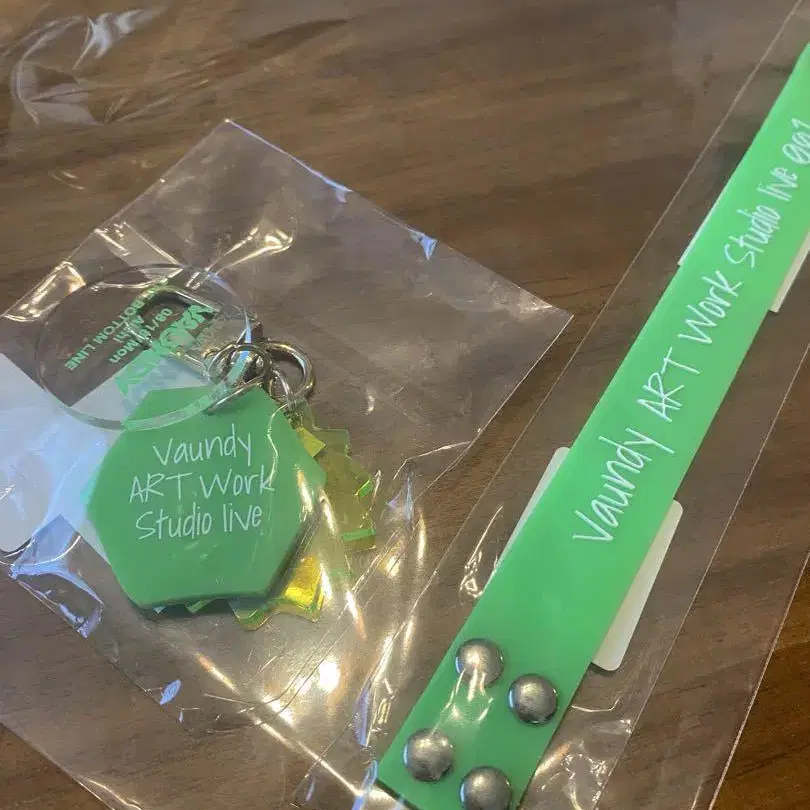 Vaundy
ART Work
Studio live
Vaundy ART Work Studio live
BOTTOM LINE